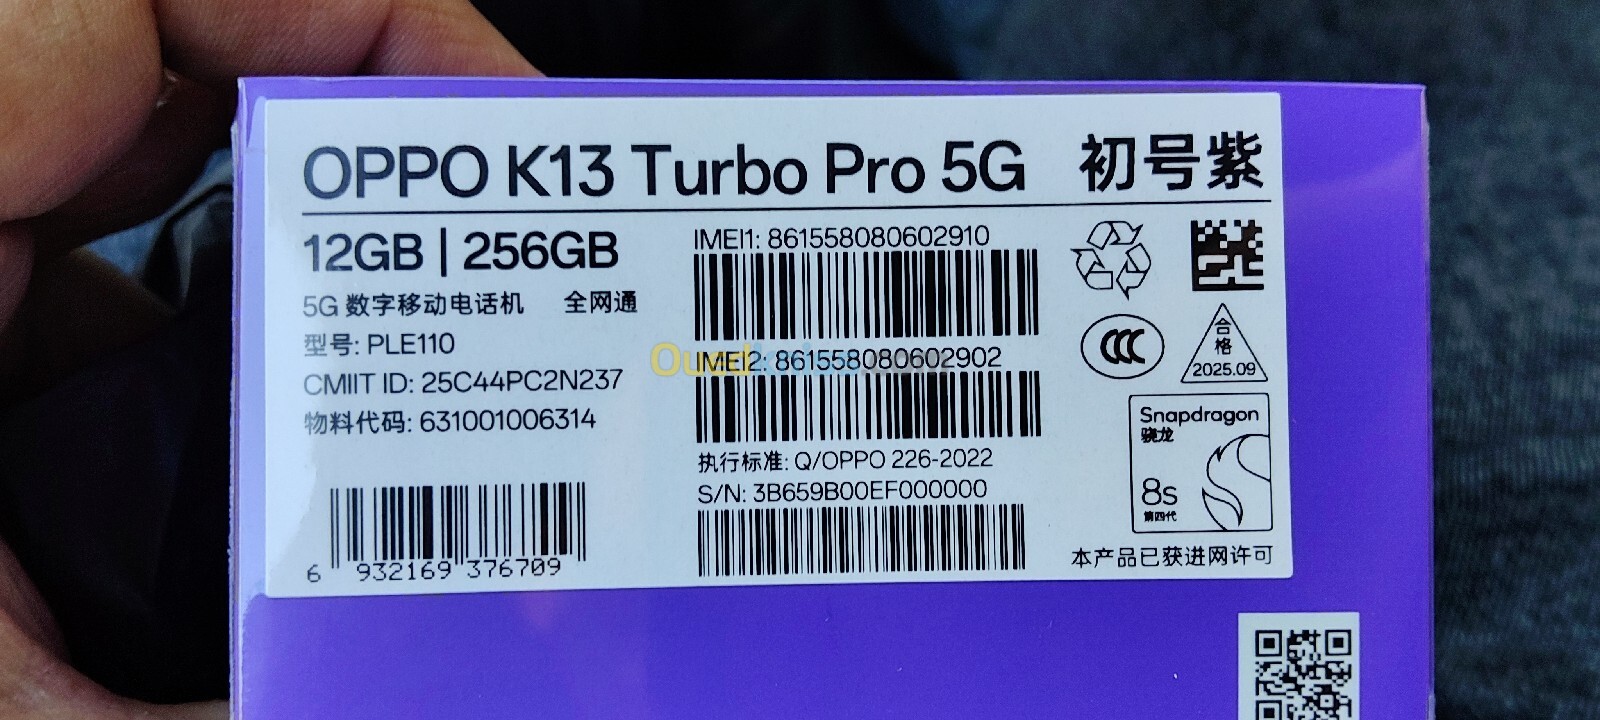 OPPO K13 Turbo Pro 5G 初号紫
12GB | 256GB
5G 数字移动电话机 全网通
型号: PLE110
CMIIT ID: 25C44PC2N237
物料代码: 631001006314
6 932169 376709
IMEI1: 861558080602910
IMEI2: 861558080602902
执行标准: Q/OPPO 226-2022
S/N: 3B659B00EF000000
CCC
合
格
2025.09
Snapdragon
骁龙
8s
第四代
本产品已获进网许可
Ouedkniss.com